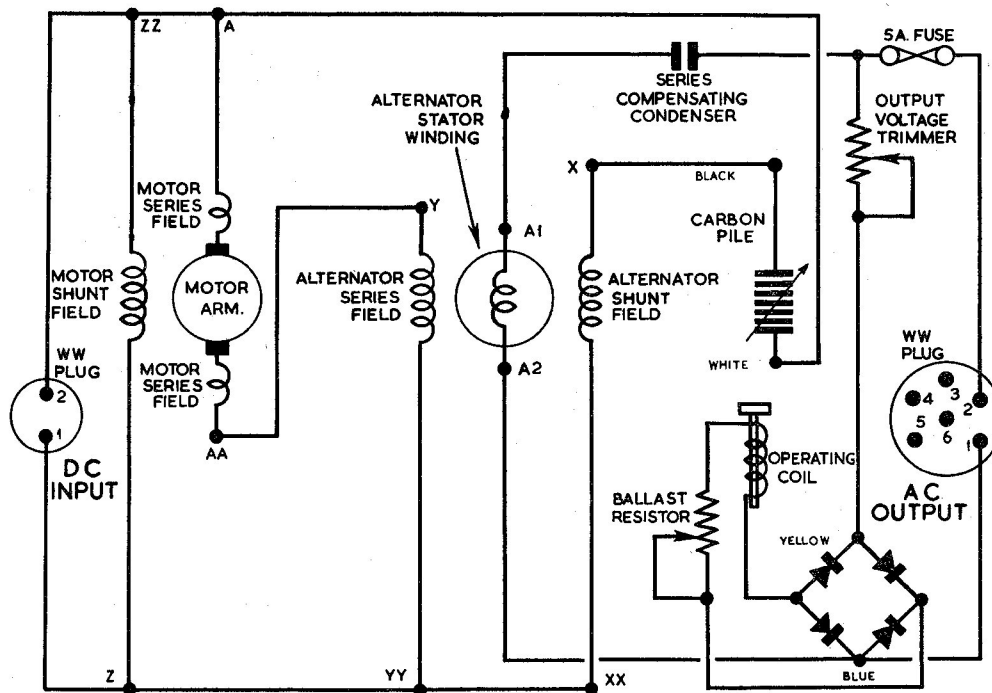 ZZ
A
5A. FUSE
SERIES
COMPENSATING
CONDENSER
ALTERNATOR
STATOR
WINDING
OUTPUT
VOLTAGE
TRIMMER
X
BLACK
MOTOR
SERIES
FIELD
Y
A1
CARBON
PILE
MOTOR
SHUNT
FIELD
MOTOR
ARM.
ALTERNATOR
SERIES
FIELD
ALTERNATOR
SHUNT
FIELD
WW
PLUG
MOTOR
SERIES
FIELD
A2
WHITE
WW
PLUG
2
1
3
4
2
5
6
1
AA
DC
INPUT
OPERATING
COIL
BALLAST
RESISTOR
AC
OUTPUT
YELLOW
Z
YY
XX
BLUE